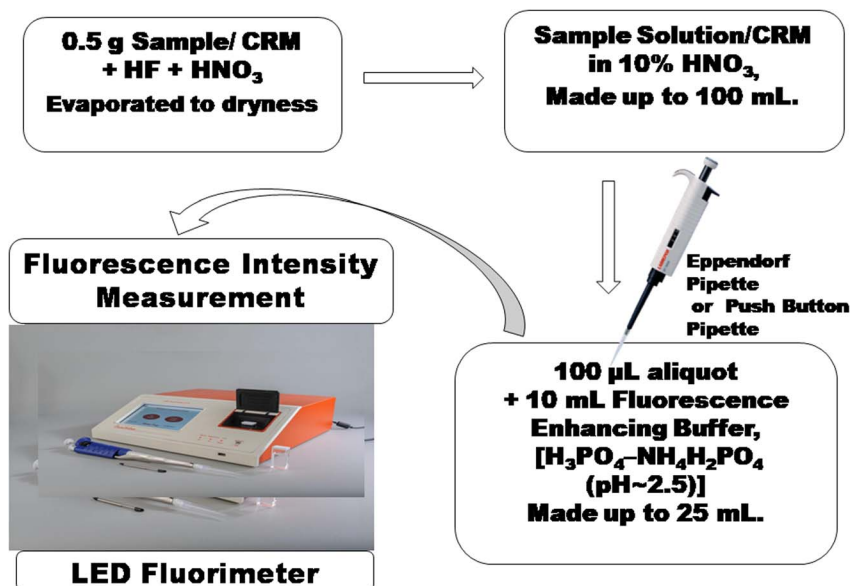 0.5 g Sample/ CRM
+ HF + HNO₃
Evaporated to dryness
Sample Solution/CRM
in 10% HNO₃,
Made up to 100 mL.
Eppendorf
Pipette
or Push Button
Pipette
100 µL aliquot
+ 10 mL Fluorescence
Enhancing Buffer,
[H₃PO₄–NH₄H₂PO₄
(pH~2.5)]
Made up to 25 mL.
Fluorescence Intensity
Measurement
LED Fluorimeter